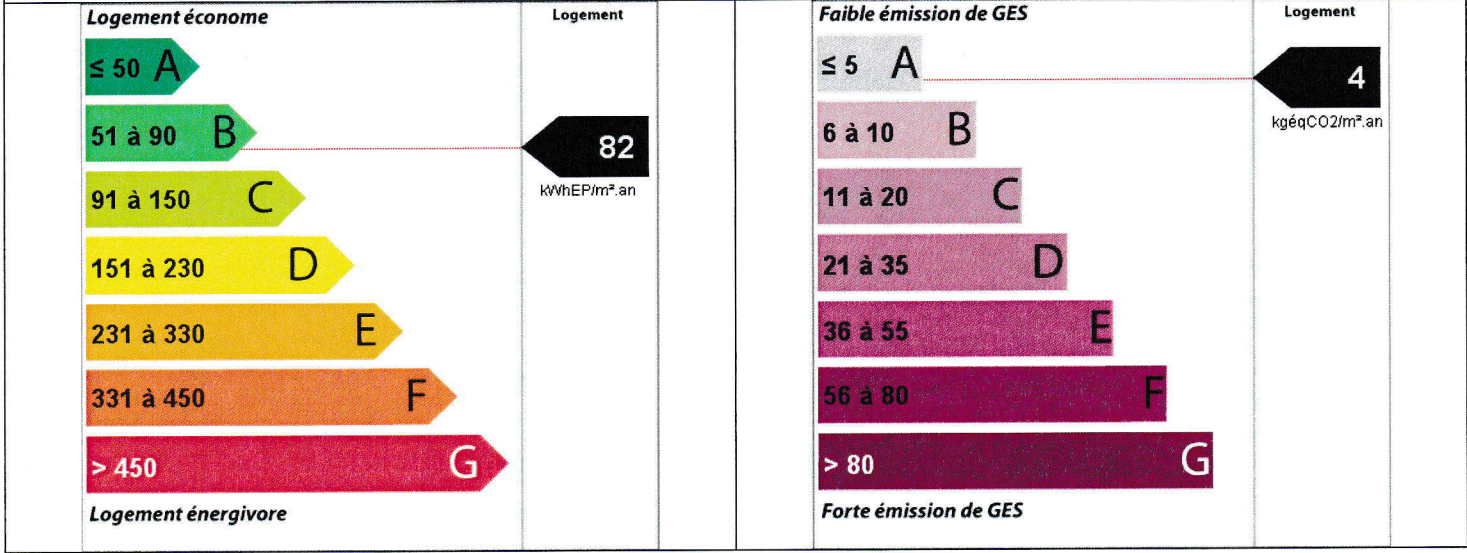 Logement économe
Logement
≤ 50 A
51 à 90 B
82
kWhEP/m².an
91 à 150 C
151 à 230 D
231 à 330 E
331 à 450 F
> 450 G
Logement énergivore
Faible émission de GES
Logement
≤ 5 A
4
kgéqCO2/m².an
6 à 10 B
11 à 20 C
21 à 35 D
36 à 55 E
56 à 80 F
> 80 G
Forte émission de GES